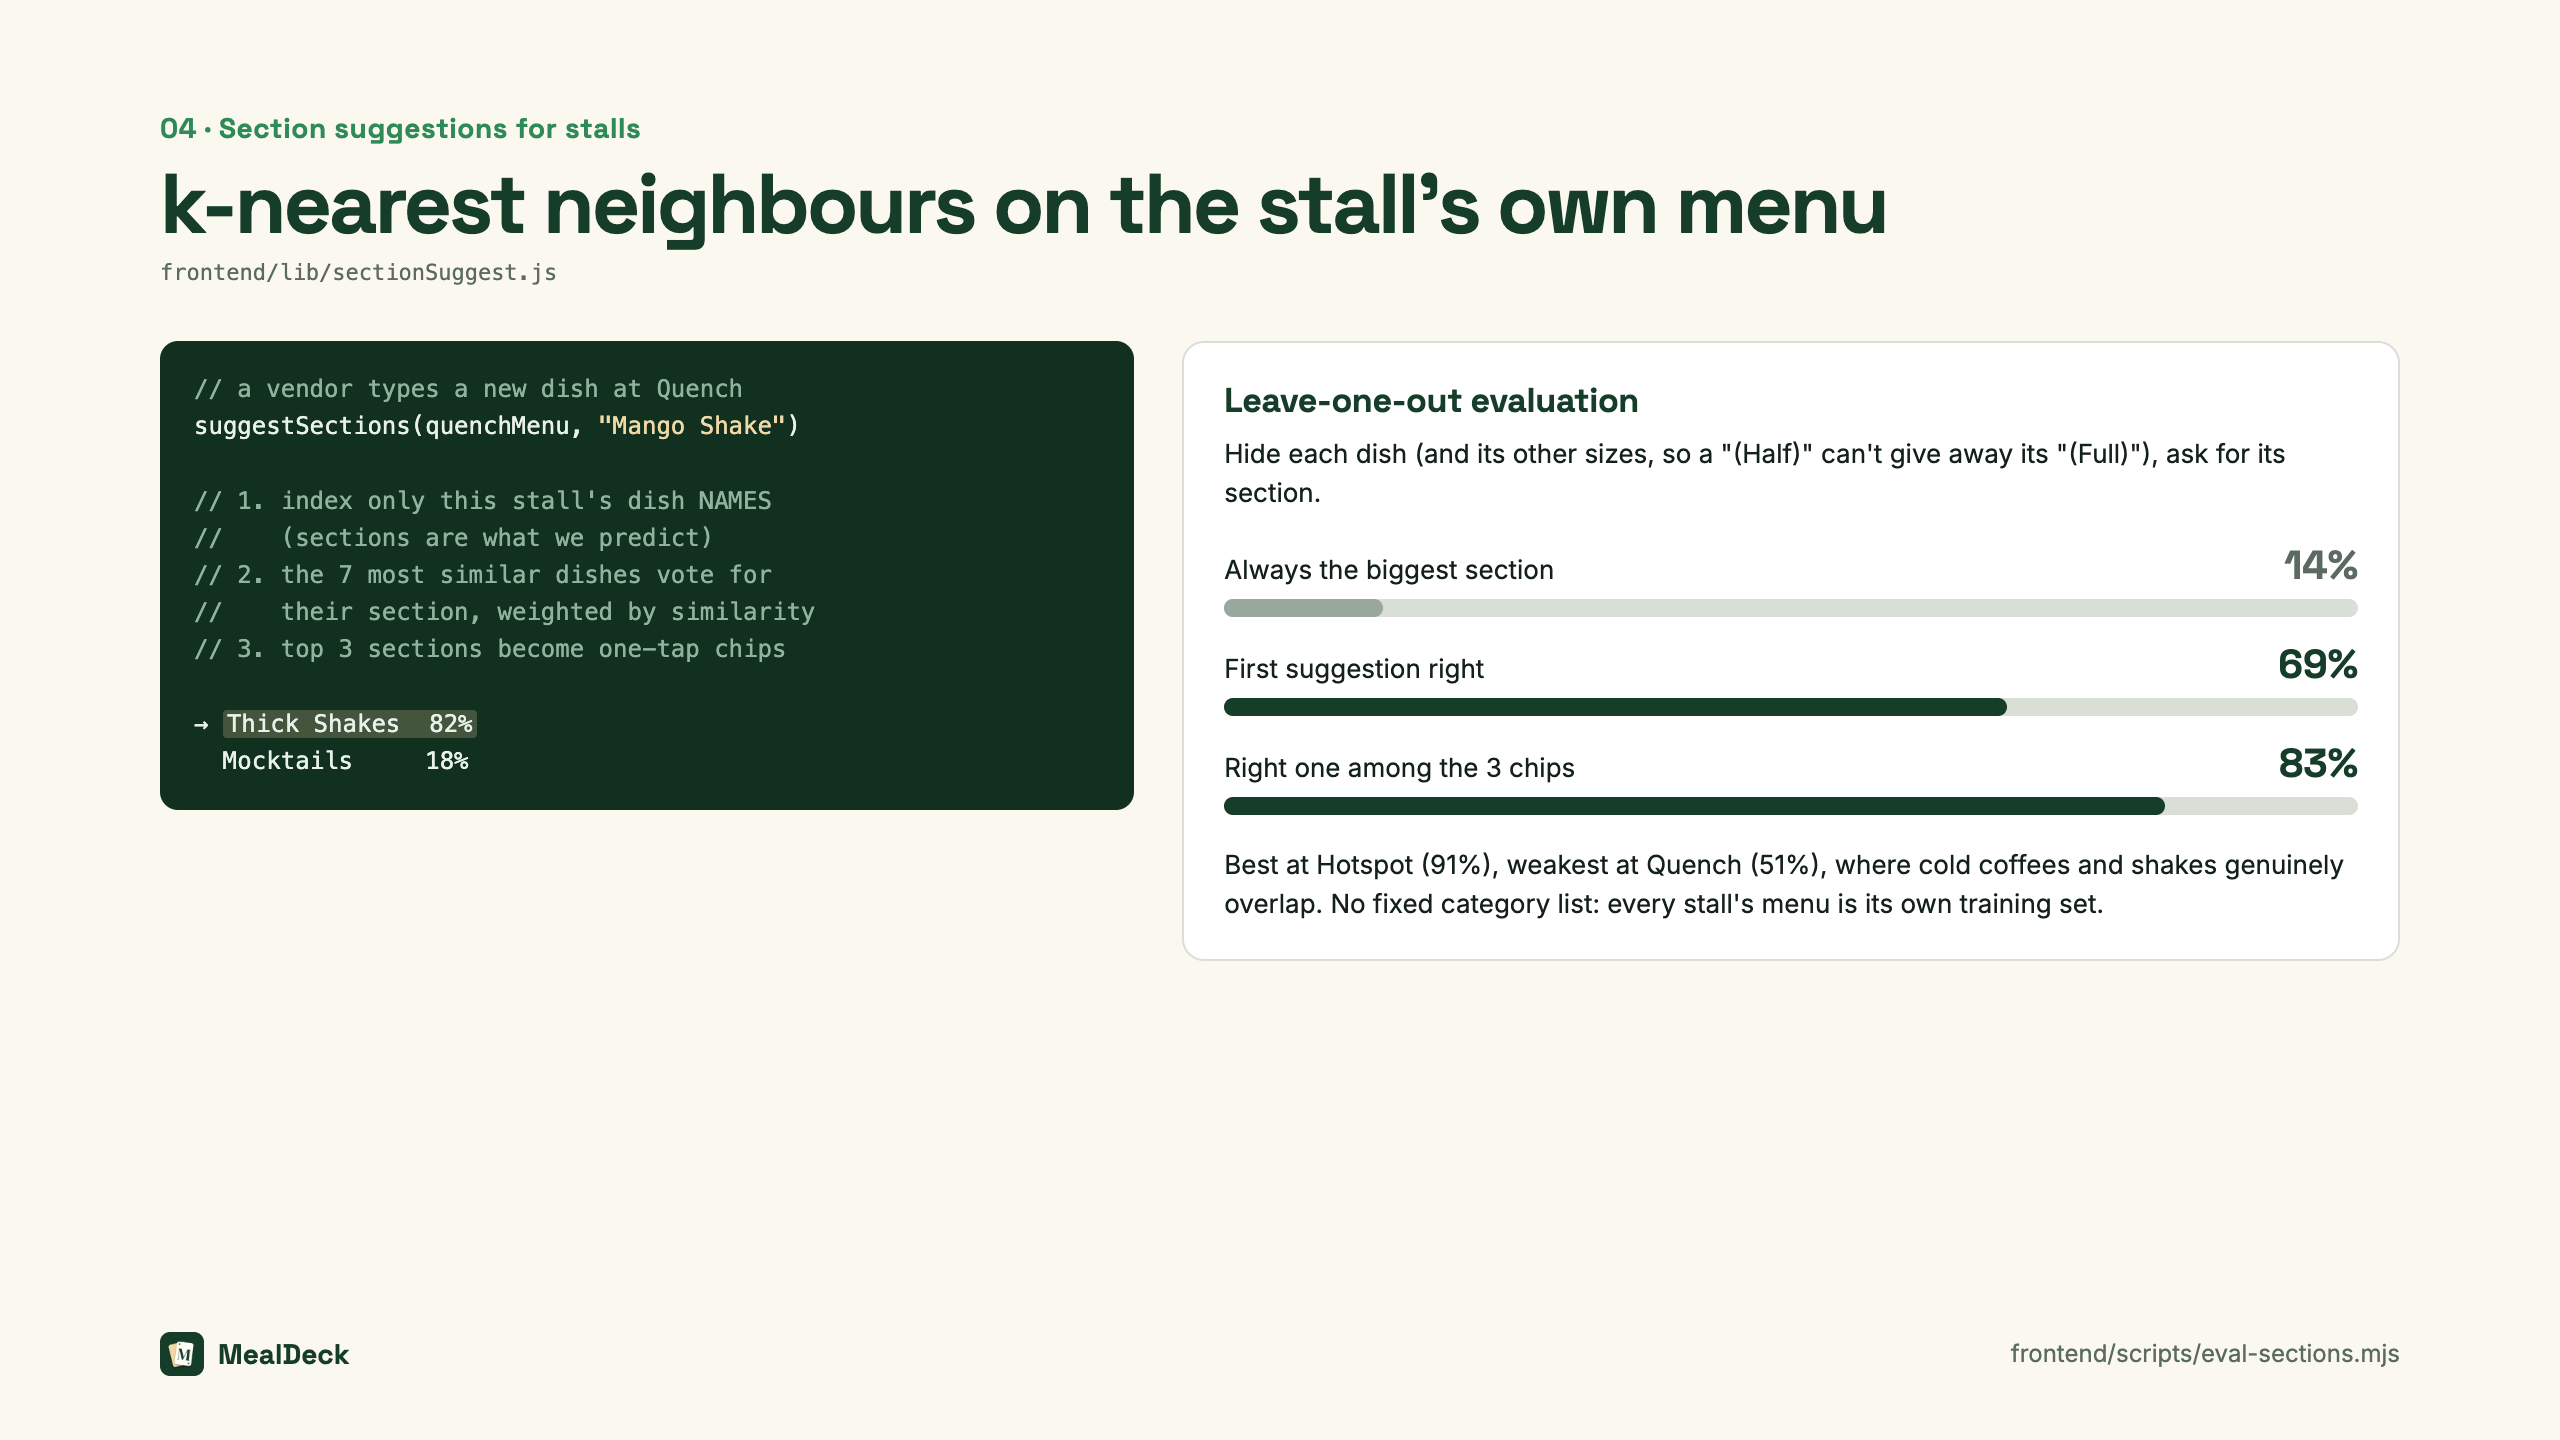 04 · Section suggestions for stalls
k-nearest neighbours on the stall’s own menu
frontend/lib/sectionSuggest.js
// a vendor types a new dish at Quench
suggestSections(quenchMenu, "Mango Shake")
// 1. index only this stall's dish NAMES
//    (sections are what we predict)
// 2. the 7 most similar dishes vote for
//    their section, weighted by similarity
// 3. top 3 sections become one-tap chips
→ Thick Shakes  82%
Mocktails     18%
Leave-one-out evaluation
Hide each dish (and its other sizes, so a "(Half)" can't give away its "(Full)"), ask for its
section.
Always the biggest section 14%
First suggestion right 69%
Right one among the 3 chips 83%
Best at Hotspot (91%), weakest at Quench (51%), where cold coffees and shakes genuinely
overlap. No fixed category list: every stall's menu is its own training set.
M MealDeck
frontend/scripts/eval-sections.mjs